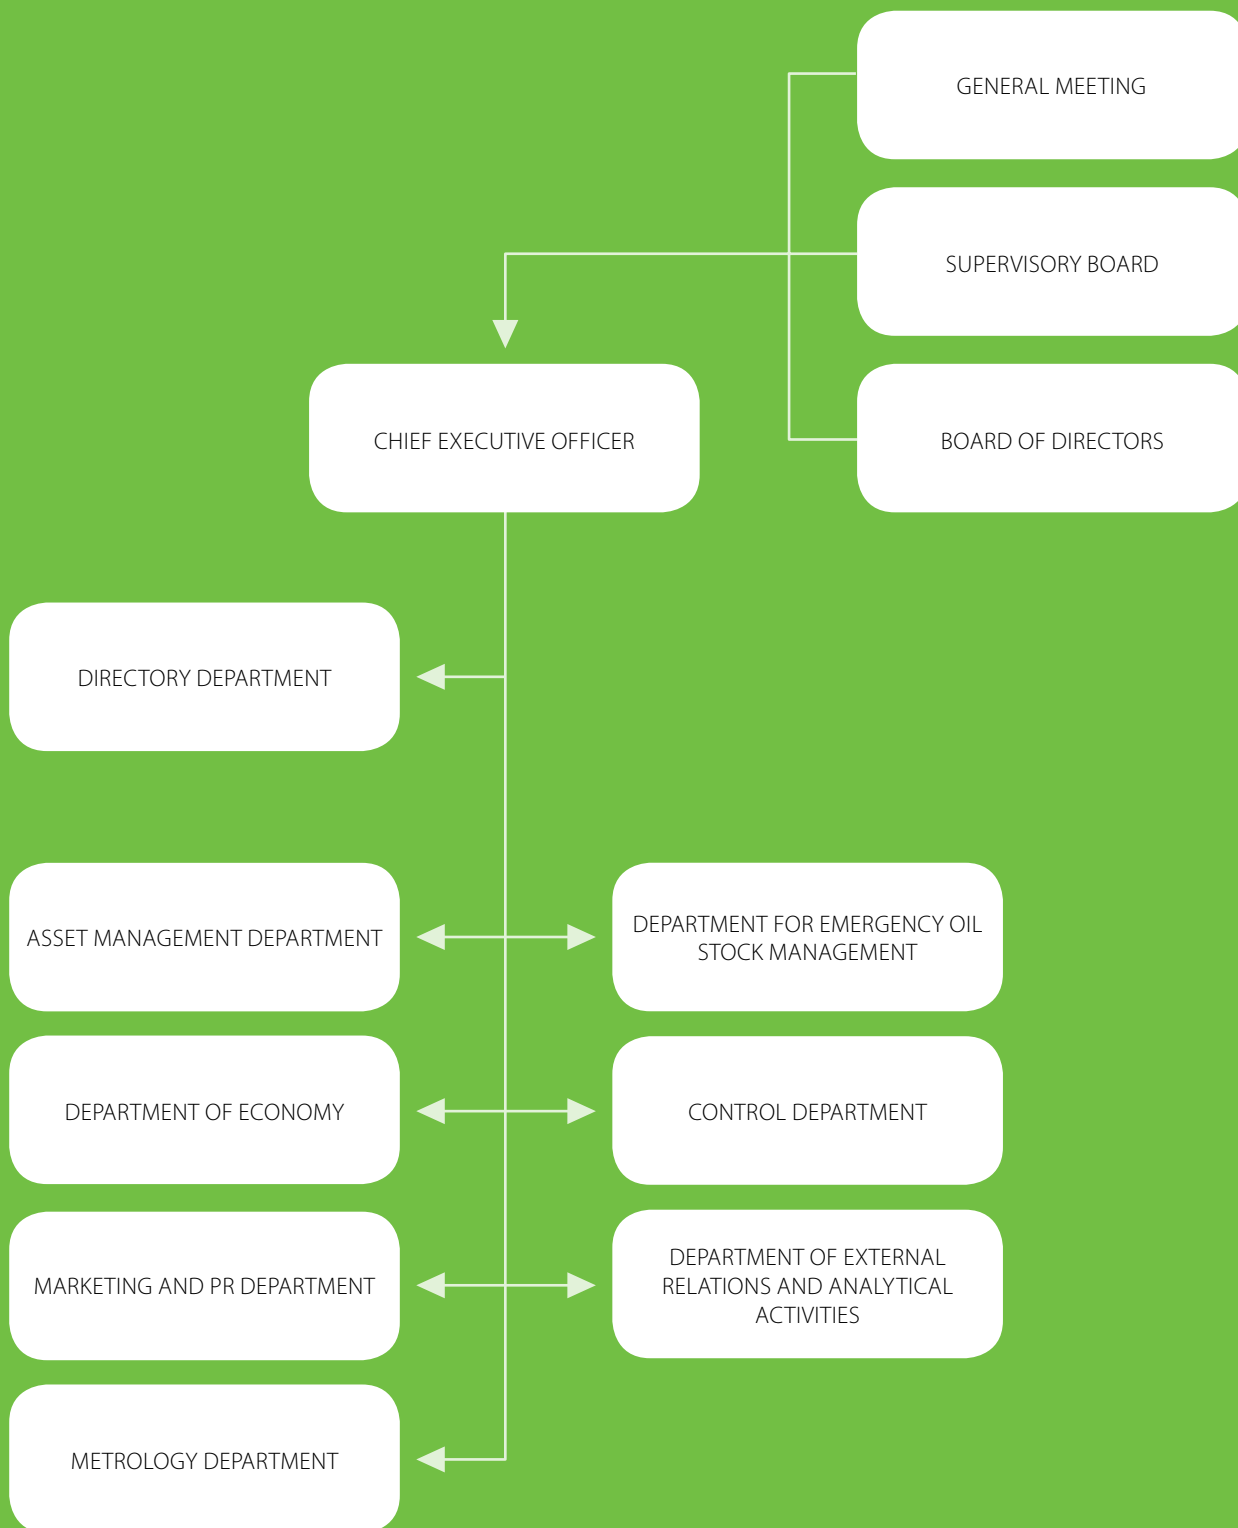 GENERAL MEETING
SUPERVISORY BOARD
CHIEF EXECUTIVE OFFICER
BOARD OF DIRECTORS
DIRECTORY DEPARTMENT
ASSET MANAGEMENT DEPARTMENT
DEPARTMENT FOR EMERGENCY OIL
STOCK MANAGEMENT
DEPARTMENT OF ECONOMY
CONTROL DEPARTMENT
MARKETING AND PR DEPARTMENT
DEPARTMENT OF EXTERNAL
RELATIONS AND ANALYTICAL
ACTIVITIES
METROLOGY DEPARTMENT